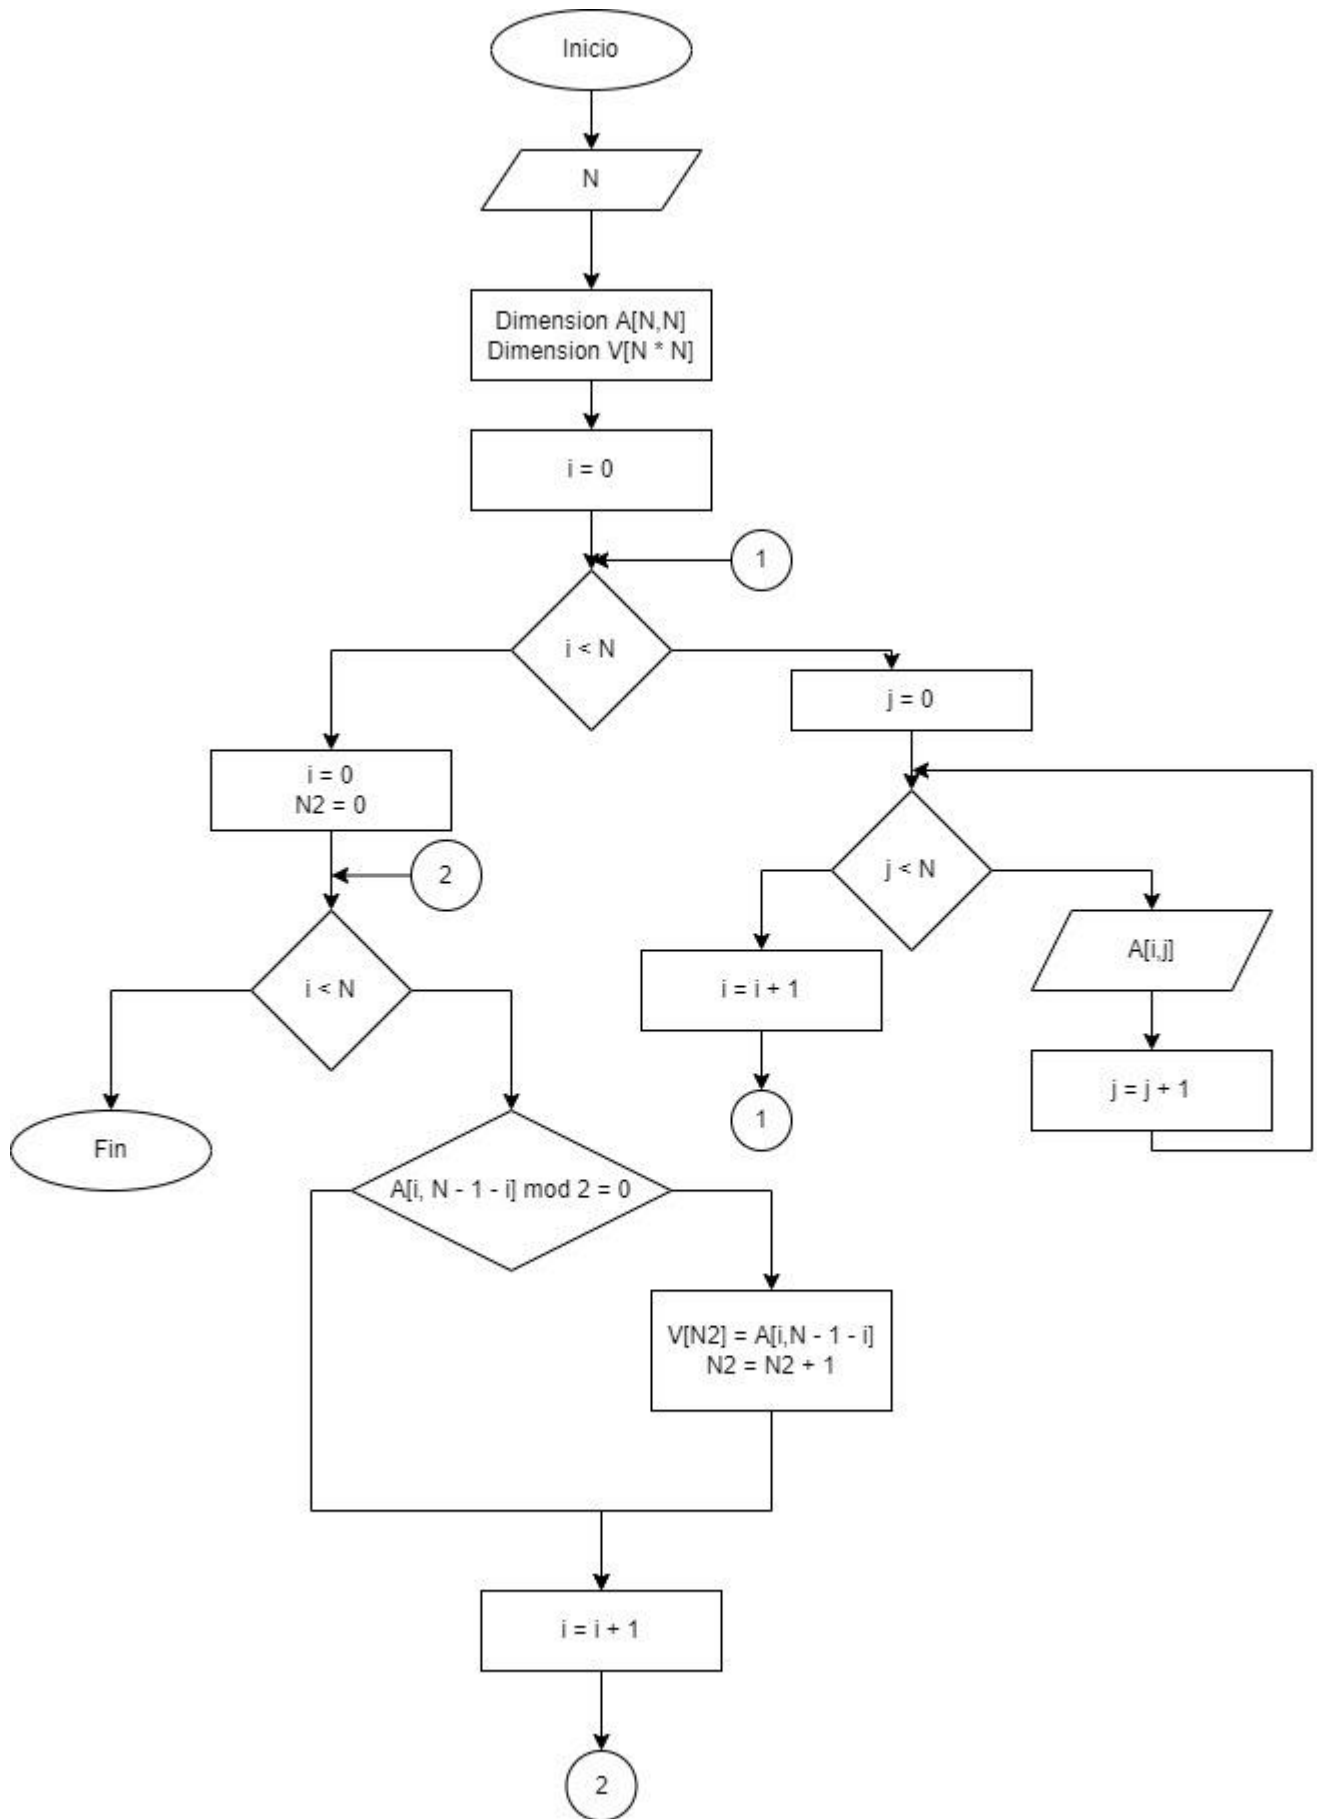 Inicio
N
Dimension A[N,N]
Dimension V[N * N]
i = 0
1
i < N
j = 0
i = 0
N2 = 0
2
j < N
A[i,j]
i < N
i = i + 1
j = j + 1
1
Fin
A[i, N - 1 - i] mod 2 = 0
V[N2] = A[i,N - 1 - i]
N2 = N2 + 1
i = i + 1
2